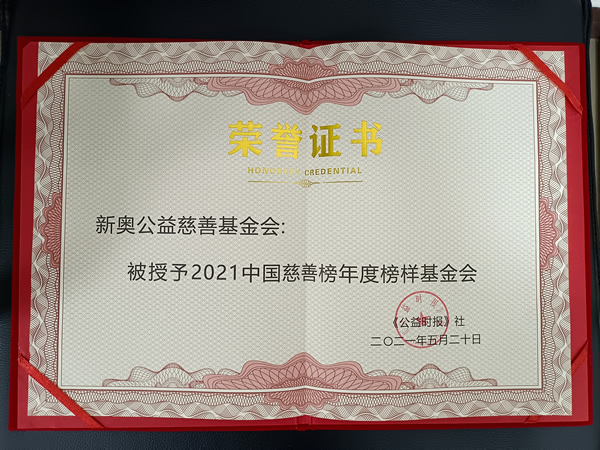 荣誉证书
CREDENTIAL
新奥公益慈善基金会:
被授予2021中国慈善榜年度榜样基金会
《公益时报》社
二〇二一年五月二十日